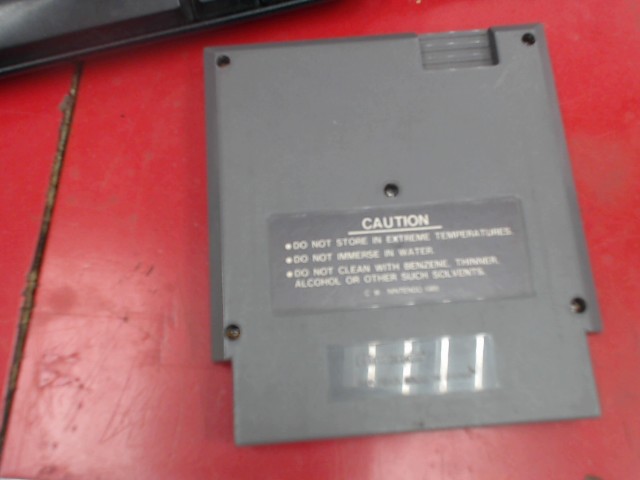 CAUTION
●DO NOT STORE IN EXTREME TEMPERATURES.
●DO NOT IMMERSE IN WATER.
●DO NOT CLEAN WITH BENZENE, THINNER,
ALCOHOL OR OTHER SUCH SOLVENTS.
NINTENDO